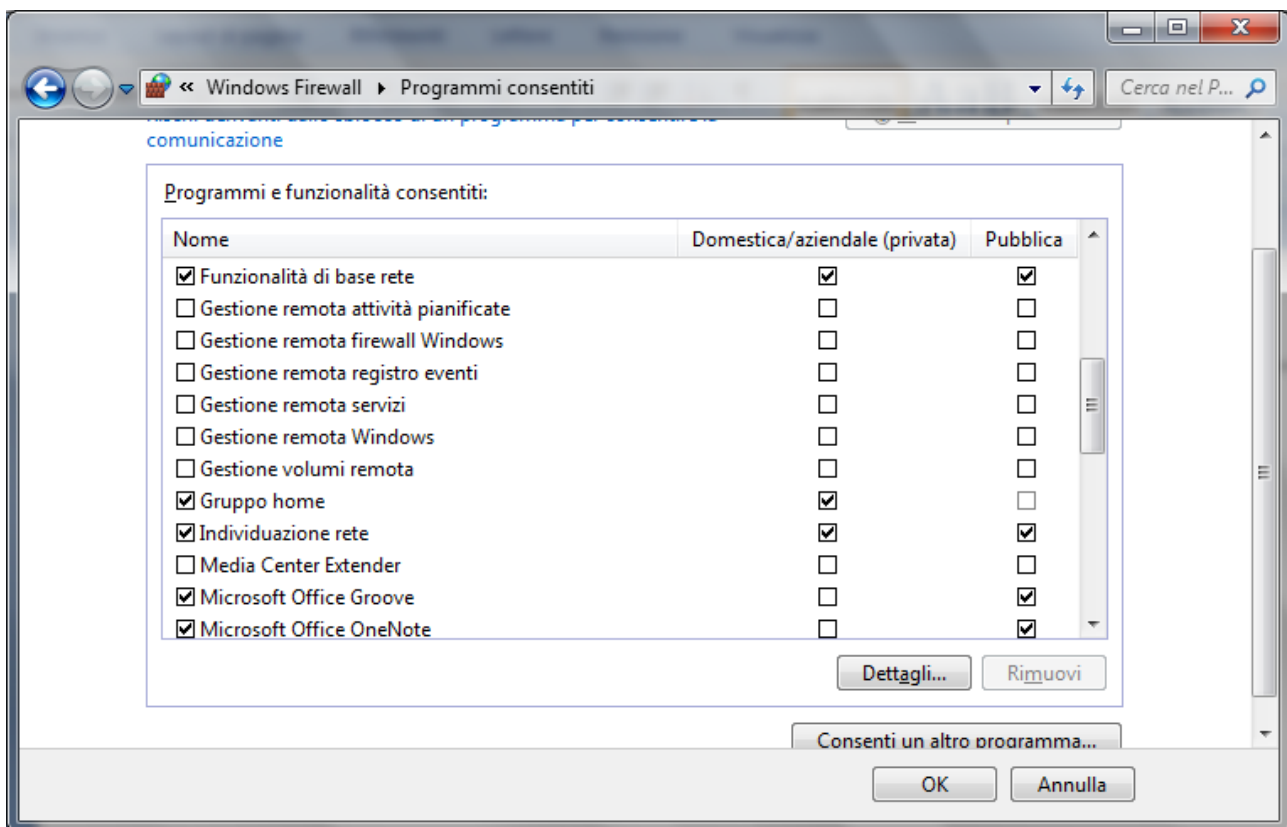 « Windows Firewall Programmi consentiti
Cerca nel P...
comunicazione
Programmi e funzionalità consentiti:
Nome Domestica/aziendale (privata) Pubblica
Funzionalità di base rete
Gestione remota attività pianificate
Gestione remota firewall Windows
Gestione remota registro eventi
Gestione remota servizi
Gestione remota Windows
Gestione volumi remota
Gruppo home
Individuazione rete
Media Center Extender
Microsoft Office Groove
Microsoft Office OneNote
Dettagli... Rimuovi
Consenti un altro programma...
OK Annulla